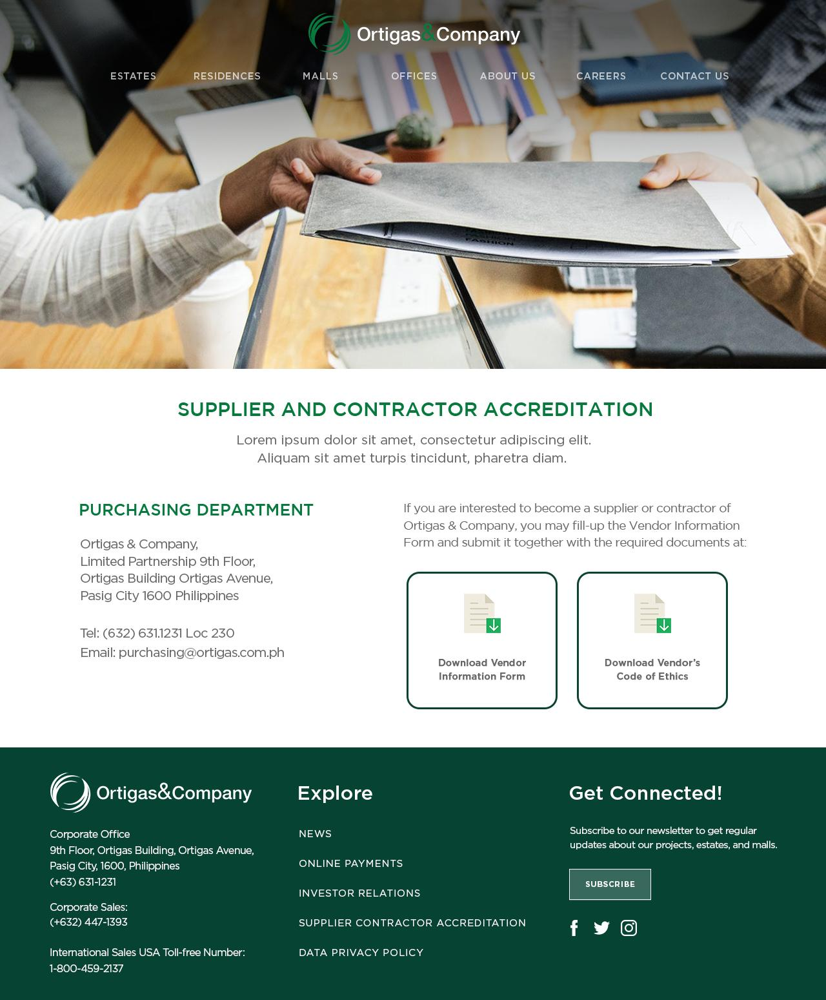 Ortigas&Company
ESTATES RESIDENCES MALLS OFFICES ABOUT US CAREERS CONTACT US
FASHION
SUPPLIER AND CONTRACTOR ACCREDITATION
Lorem ipsum dolor sit amet, consectetur adipiscing elit.
Aliquam sit amet turpis tincidunt, pharetra diam.
PURCHASING DEPARTMENT
Ortigas & Company,
Limited Partnership 9th Floor,
Ortigas Building Ortigas Avenue,
Pasig City 1600 Philippines
Tel: (632) 631.1231 Loc 230
Email: purchasing@ortigas.com.ph
If you are interested to become a supplier or contractor of
Ortigas & Company, you may fill-up the Vendor Information
Form and submit it together with the required documents at:
Download Vendor
Information Form
Download Vendor’s
Code of Ethics
Ortigas&Company
Corporate Office
9th Floor, Ortigas Building, Ortigas Avenue,
Pasig City, 1600, Philippines
(+63) 631-1231
Corporate Sales:
(+632) 447-1393
International Sales USA Toll-free Number:
1-800-459-2137
Explore
NEWS
ONLINE PAYMENTS
INVESTOR RELATIONS
SUPPLIER CONTRACTOR ACCREDITATION
DATA PRIVACY POLICY
Get Connected!
Subscribe to our newsletter to get regular
updates about our projects, estates, and malls.
SUBSCRIBE